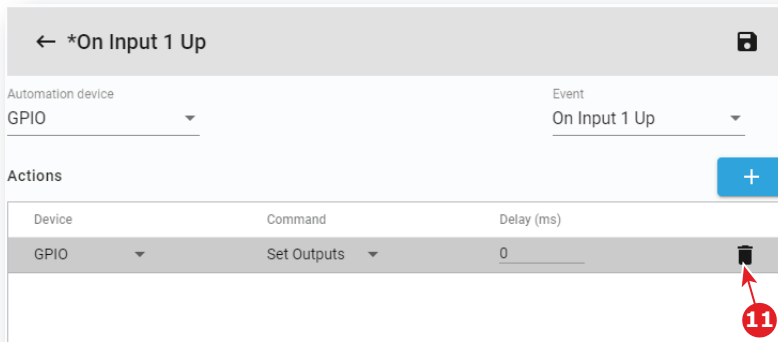 *On Input 1 Up
Automation device
Event
GPIO
On Input 1 Up
Actions
+
Device
Command
Delay (ms)
GPIO
Set Outputs
0
11